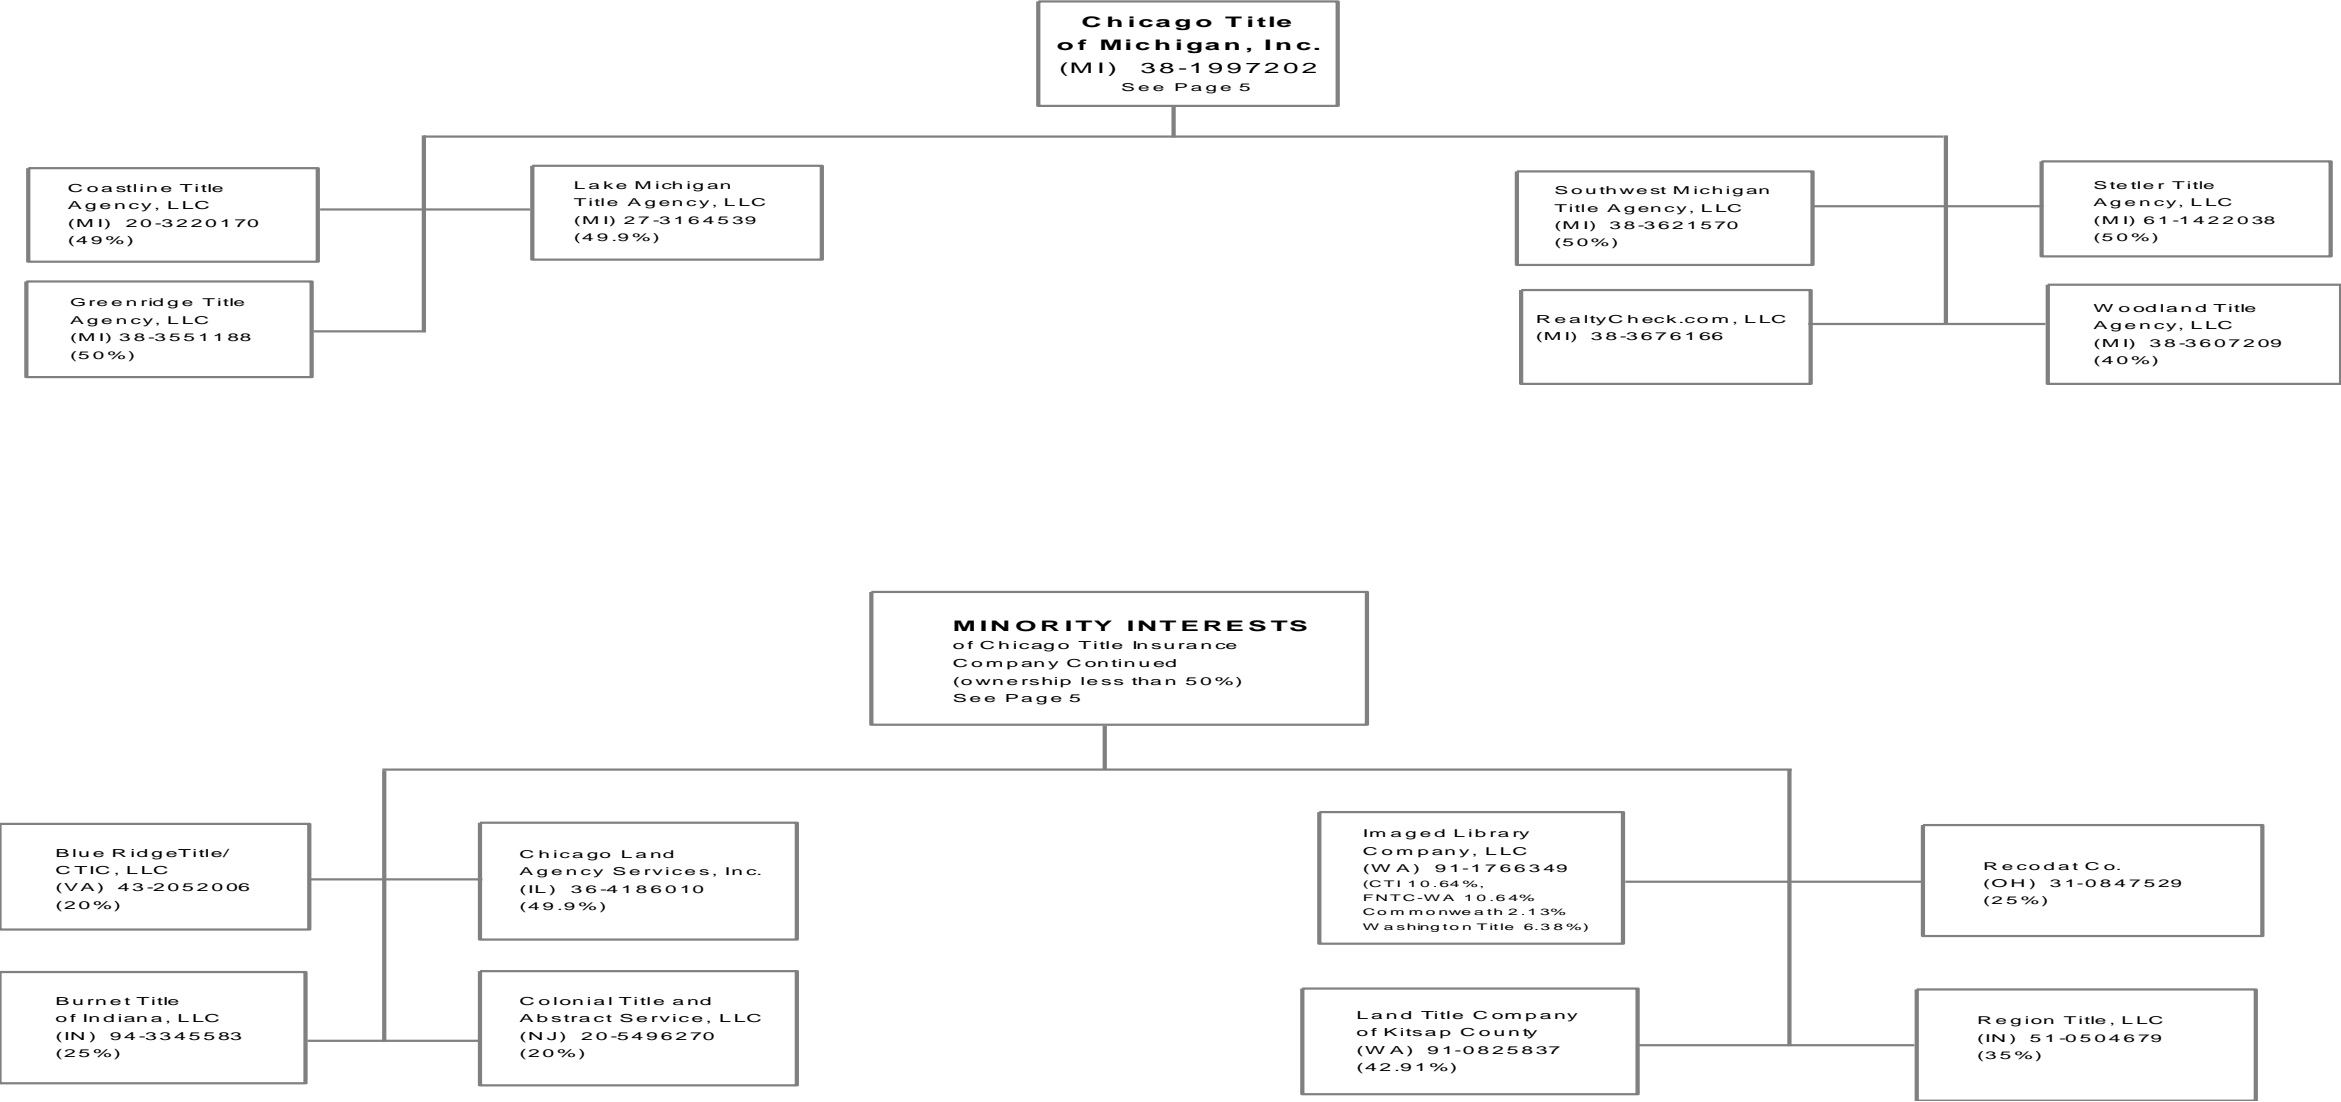 Chicago Title
of Michigan, Inc.
(MI) 38-1997202
See Page 5
Coastline Title
Agency, LLC
(MI) 20-3220170
(49%)
Lake Michigan
Title Agency, LLC
(MI) 27-3164539
(49.9%)
Southwest Michigan
Title Agency, LLC
(MI) 38-3621570
(50%)
Stetler Title
Agency, LLC
(MI) 61-1422038
(50%)
Greenridge Title
Agency, LLC
(MI) 38-3551188
(50%)
RealtyCheck.com, LLC
(MI) 38-3676166
Woodland Title
Agency, LLC
(MI) 38-3607209
(40%)
MINORITY INTERESTS
of Chicago Title Insurance
Company Continued
(ownership less than 50%)
See Page 5
Blue RidgeTitle/
CTIC, LLC
(VA) 43-2052006
(20%)
Chicago Land
Agency Services, Inc.
(IL) 36-4186010
(49.9%)
Imaged Library
Company, LLC
(WA) 91-1766349
(CTI 10.64%,
FNTC-WA 10.64%
Commonweath 2.13%
Washington Title 6.38%)
Recodat Co.
(OH) 31-0847529
(25%)
Burnet Title
of Indiana, LLC
(IN) 94-3345583
(25%)
Colonial Title and
Abstract Service, LLC
(NJ) 20-5496270
(20%)
Land Title Company
of Kitsap County
(WA) 91-0825837
(42.91%)
Region Title, LLC
(IN) 51-0504679
(35%)